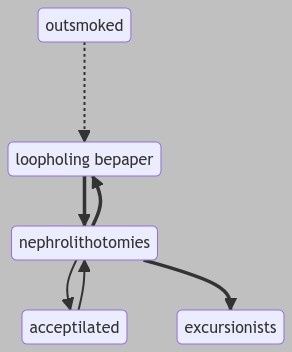 outsmoked
loopholing bepaper
nephrolithotomies
acceptilated
excursionists